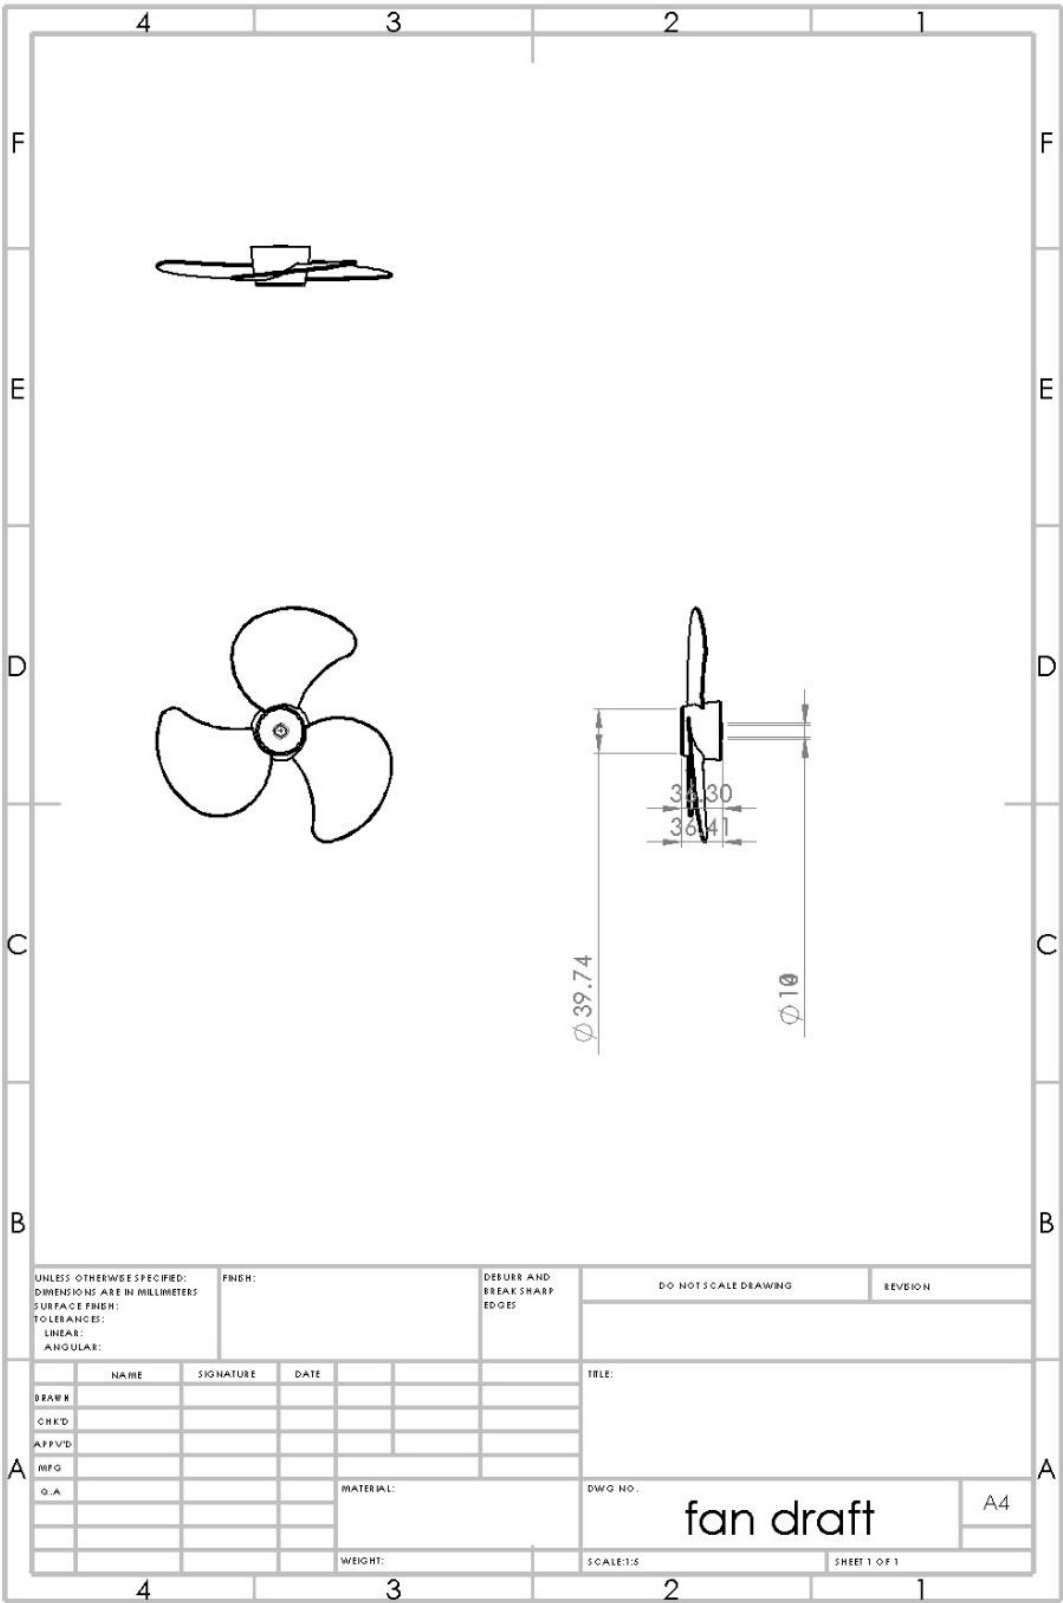 4 3 2 1
F F
E E
D D
36.41
C C
⌀39.74
B B
UNLESS OTHERWISE SPECIFIED:
DIMENSIONS ARE IN MILLIMETERS
SURFACE FINISH:
TOLERANCES:
LINEAR:
ANGULAR:
FINISH:
DEBURR AND
BREAK SHARP
EDGES
DO NOT SCALE DRAWING
REVISION
NAME SIGNATURE DATE
DRAWN
CHK'D
APPV'D
MFG
Q.A
TITLE:
A A
MATERIAL:
DWG NO.
fan draft
A4
WEIGHT:
SCALE:1:5
SHEET 1 OF 1
4 3 2 1